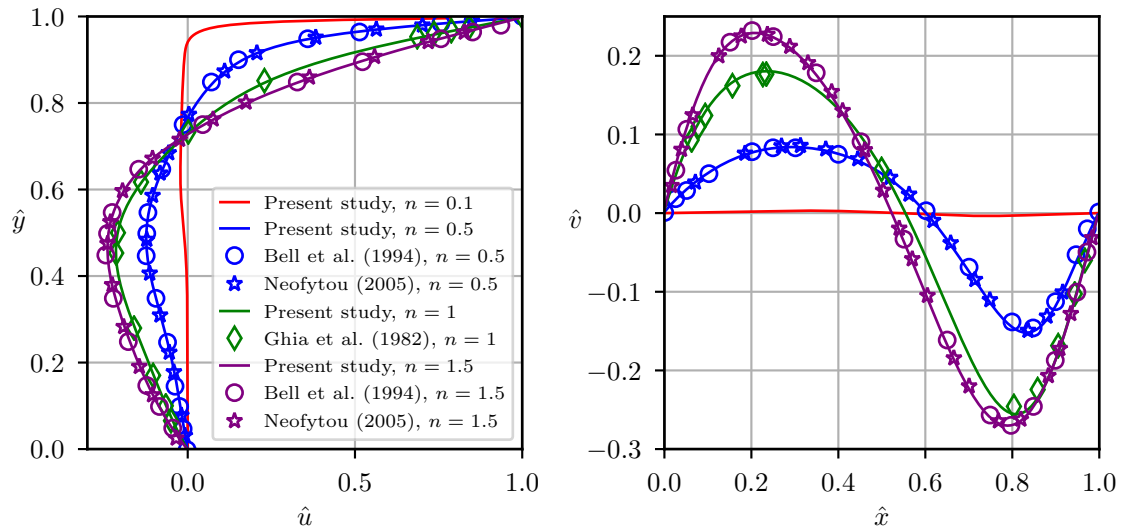 1.0
0.8
0.6
0.4
0.2
0.0
ŷ
0.0 0.5 1.0
û
Present study, n = 0.1
Present study, n = 0.5
Bell et al. (1994), n = 0.5
Neofytou (2005), n = 0.5
Present study, n = 1
Ghia et al. (1982), n = 1
Present study, n = 1.5
Bell et al. (1994), n = 1.5
Neofytou (2005), n = 1.5
0.2
0.1
0.0
−0.1
−0.2
−0.3
v̂
0.0 0.2 0.4 0.6 0.8 1.0
x̂